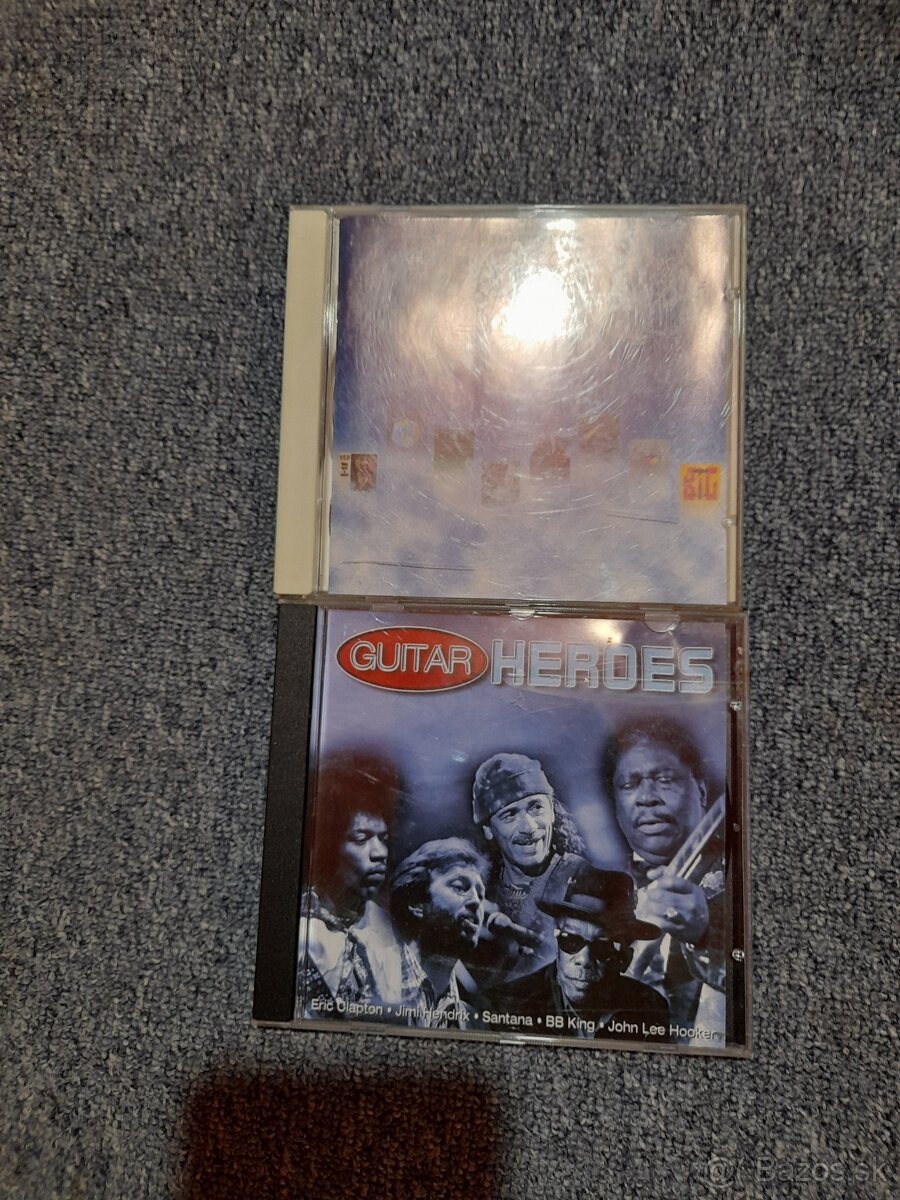 GUITAR HEROES
Eric Clapton • Jimi Hendrix • Santana • BB King • John Lee Hooker
@ Bazos.sk